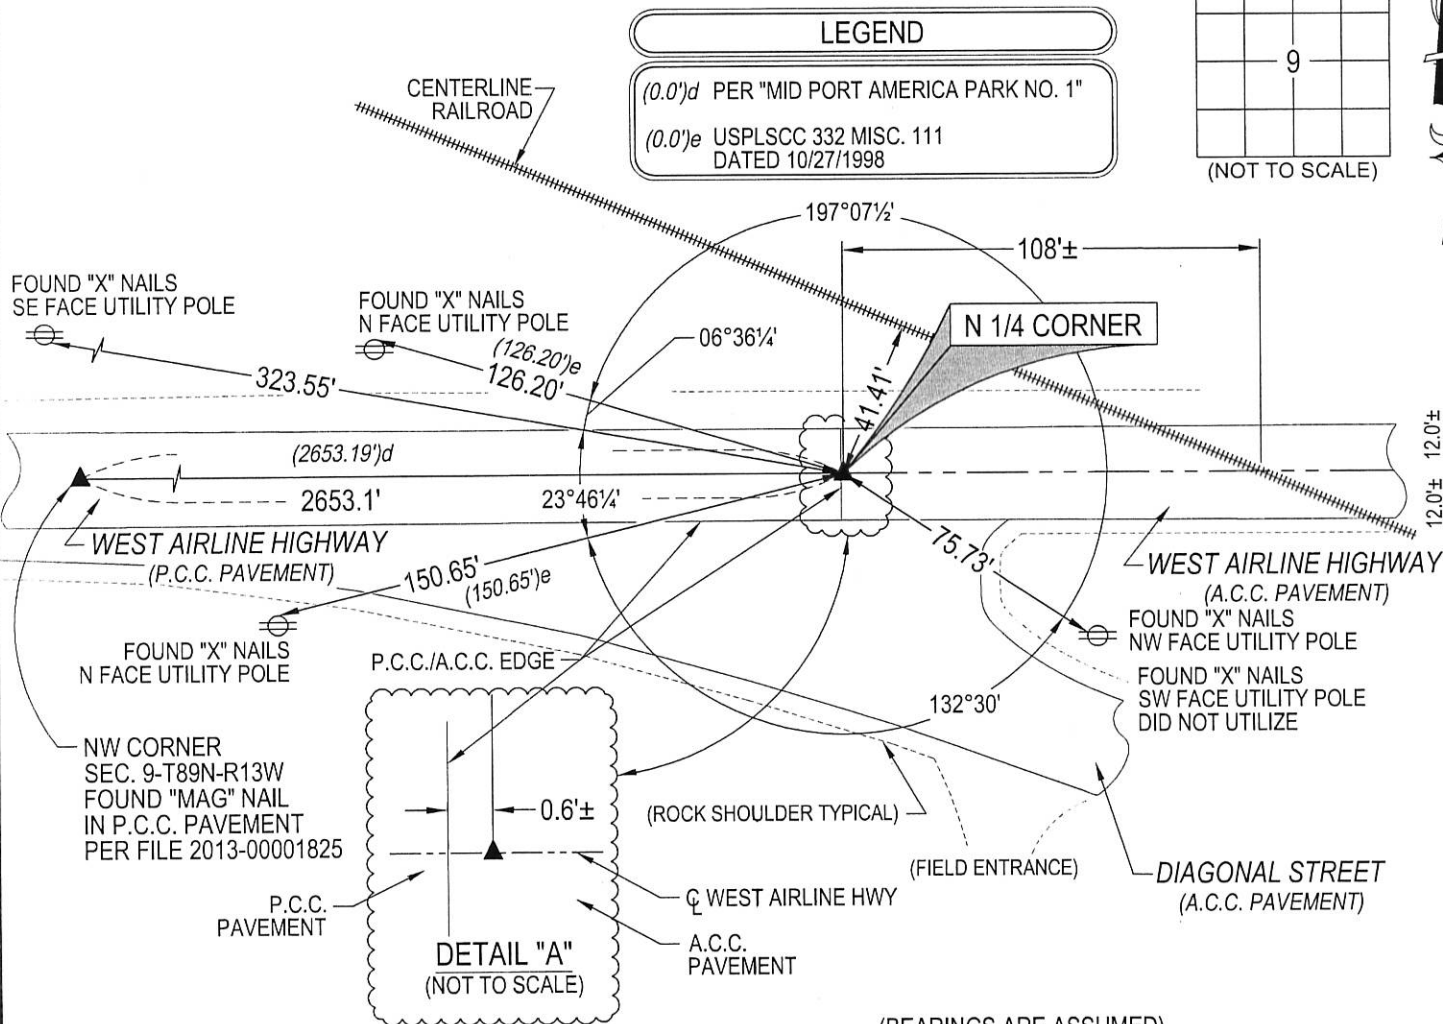 LEGEND
(0.0')d PER "MID PORT AMERICA PARK NO. 1"
(0.0')e USPLSCC 332 MISC. 111
DATED 10/27/1998
9
(NOT TO SCALE)
CENTERLINE
RAILROAD
197°07½'
108'±
FOUND "X" NAILS
SE FACE UTILITY POLE
FOUND "X" NAILS
N FACE UTILITY POLE
N 1/4 CORNER
06°36¼'
(126.20')e
126.20'
323.55'
41.41'
12.0'±
12.0'±
(2653.19')d
2653.1'
23°46¼'
WEST AIRLINE HIGHWAY
(P.C.C. PAVEMENT)
150.65'
(150.65')e
75.73'
WEST AIRLINE HIGHWAY
(A.C.C. PAVEMENT)
FOUND "X" NAILS
NW FACE UTILITY POLE
FOUND "X" NAILS
N FACE UTILITY POLE
P.C.C./A.C.C. EDGE
FOUND "X" NAILS
SW FACE UTILITY POLE
DID NOT UTILIZE
132°30'
NW CORNER
SEC. 9-T89N-R13W
FOUND "MAG" NAIL
IN P.C.C. PAVEMENT
PER FILE 2013-00001825
0.6'±
(ROCK SHOULDER TYPICAL)
(FIELD ENTRANCE)
DIAGONAL STREET
(A.C.C. PAVEMENT)
P.C.C.
PAVEMENT
℄ WEST AIRLINE HWY
A.C.C.
PAVEMENT
DETAIL "A"
(NOT TO SCALE)
(BEARINGS ARE ASSUMED)